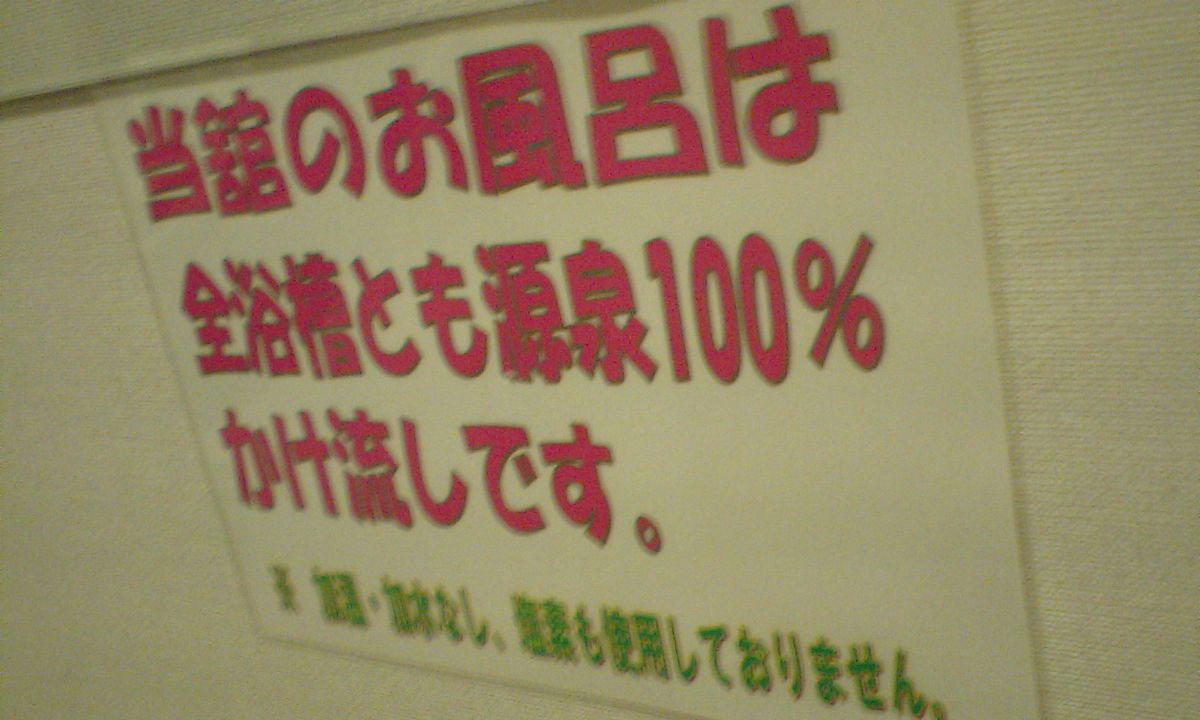 当舘のお風呂は
全浴槽とも源泉100%
かけ流しです。
※ 加温・加水なし、塩素も使用しておりません。